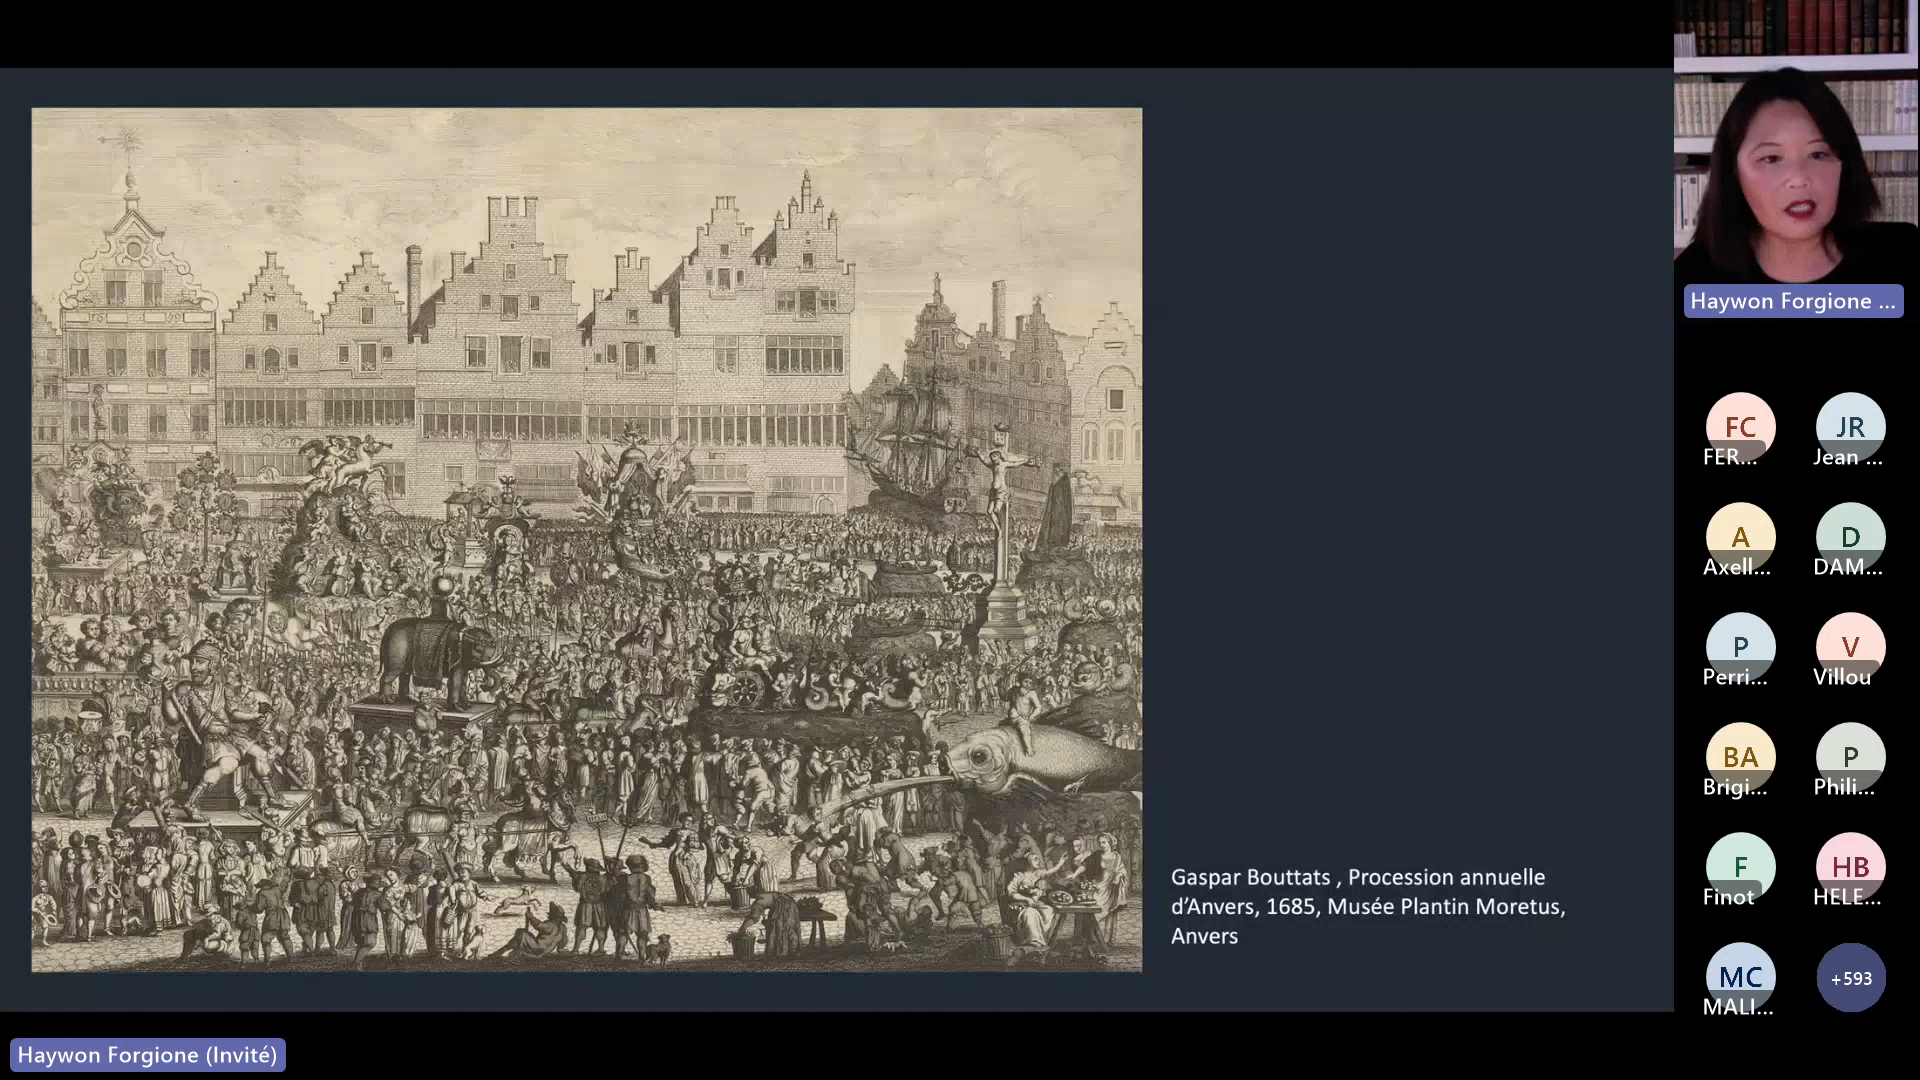 Gaspar Bouttats , Procession annuelle
d’Anvers, 1685, Musée Plantin Moretus,
Anvers
Haywon Forgione ...
FC
FER...
JR
Jean ...
A
Axell...
D
DAM...
P
Perri...
V
Villou
BA
Brigi...
P
Phili...
F
Finot
HB
HELE...
MC
MALI...
+593
Haywon Forgione (Invité)